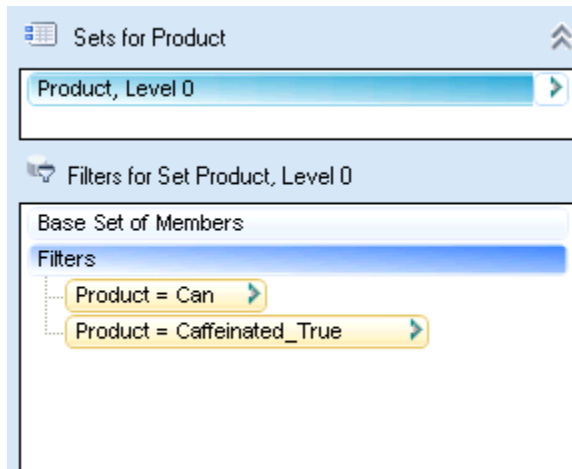 Sets for Product
Product, Level 0
Filters for Set Product, Level 0
Base Set of Members
Filters
Product = Can
Product = Caffeinated_True